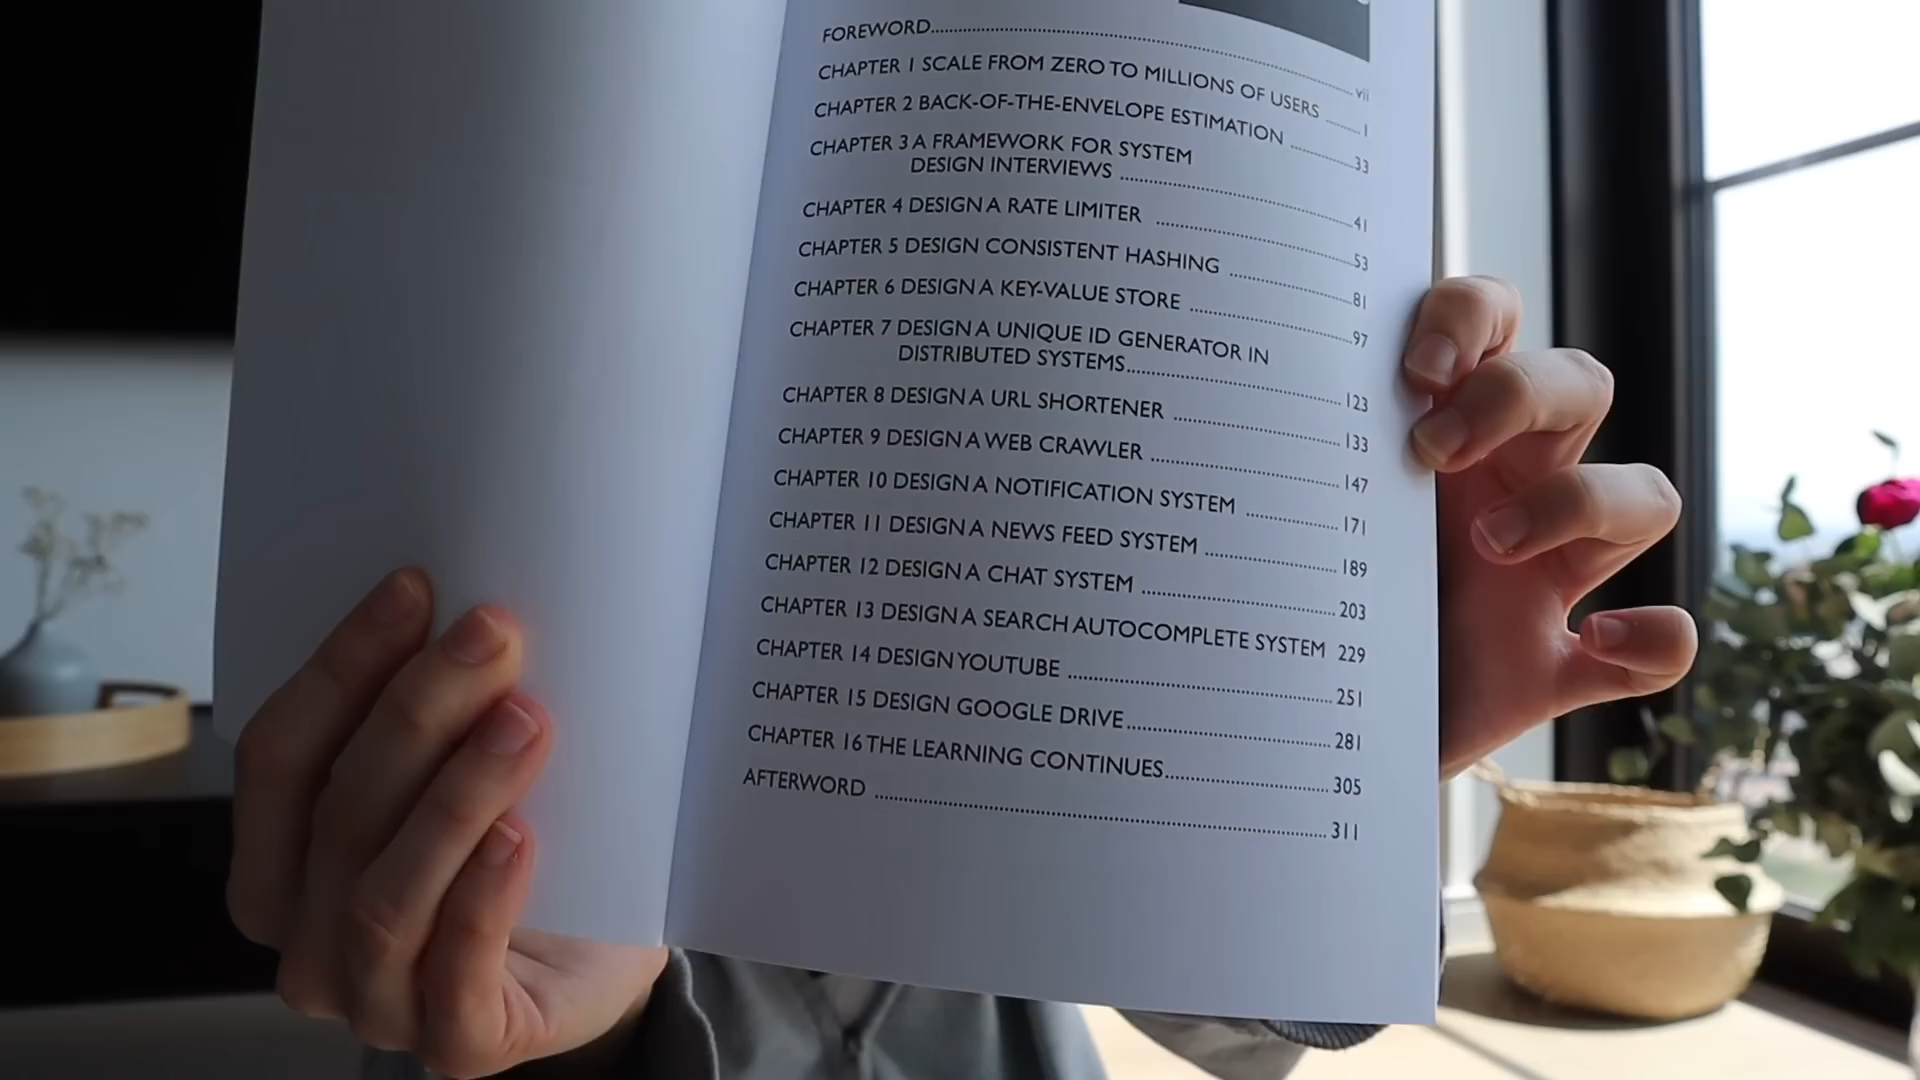 FOREWORD.......... vii
CHAPTER 1 SCALE FROM ZERO TO MILLIONS OF USERS .......... 1
CHAPTER 2 BACK-OF-THE-ENVELOPE ESTIMATION .......... 33
CHAPTER 3 A FRAMEWORK FOR SYSTEM
DESIGN INTERVIEWS .......... 41
CHAPTER 4 DESIGN A RATE LIMITER .......... 53
CHAPTER 5 DESIGN CONSISTENT HASHING .......... 81
CHAPTER 6 DESIGN A KEY-VALUE STORE .......... 97
CHAPTER 7 DESIGN A UNIQUE ID GENERATOR IN
DISTRIBUTED SYSTEMS.......... 123
CHAPTER 8 DESIGN A URL SHORTENER .......... 133
CHAPTER 9 DESIGN A WEB CRAWLER .......... 147
CHAPTER 10 DESIGN A NOTIFICATION SYSTEM .......... 171
CHAPTER 11 DESIGN A NEWS FEED SYSTEM .......... 189
CHAPTER 12 DESIGN A CHAT SYSTEM .......... 203
CHAPTER 13 DESIGN A SEARCH AUTOCOMPLETE SYSTEM 229
CHAPTER 14 DESIGN YOUTUBE .......... 251
CHAPTER 15 DESIGN GOOGLE DRIVE.......... 281
CHAPTER 16 THE LEARNING CONTINUES.......... 305
AFTERWORD .......... 311